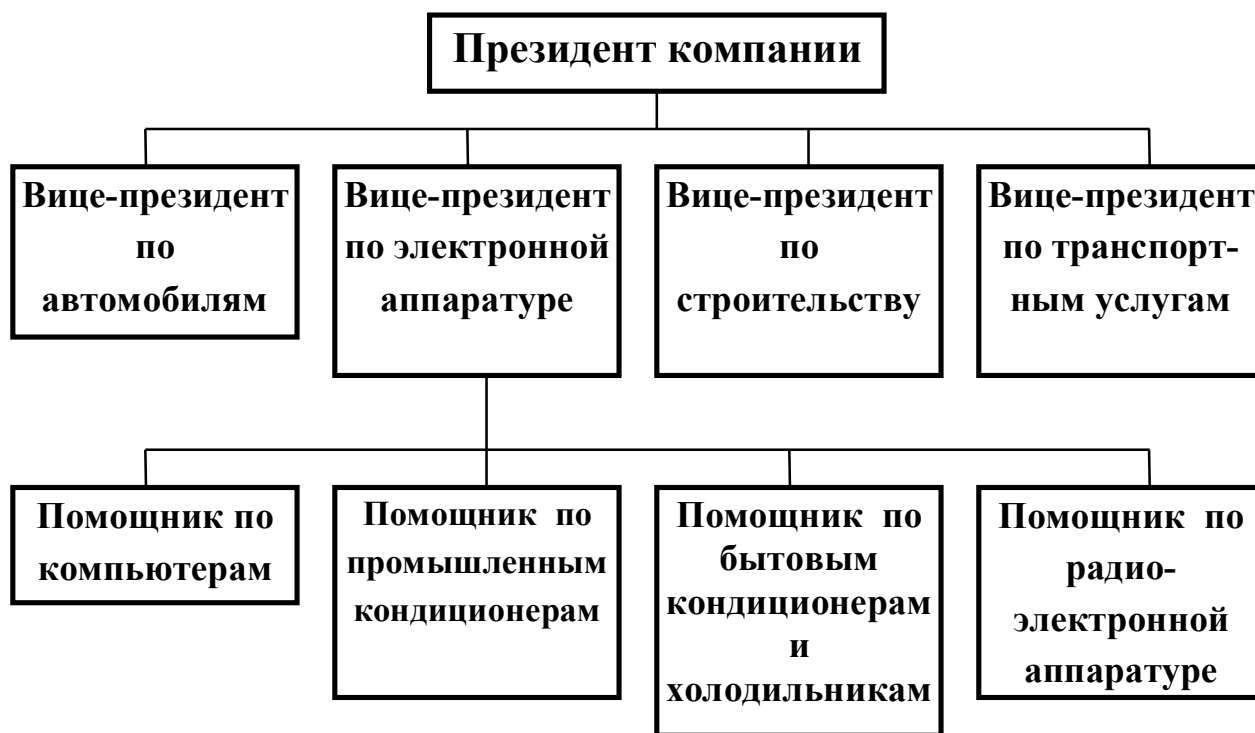 Президент компании
Вице-президент
по
автомобилям
Вице-президент
по электронной
аппаратуре
Вице-президент
по
строительству
Вице-президент
по транспорт-
ным услугам
Помощник по
компьютерам
Помощник по
промышленным
кондиционерам
Помощник по
бытовым
кондиционерам
и
холодильникам
Помощник по
радио-
электронной
аппаратуре